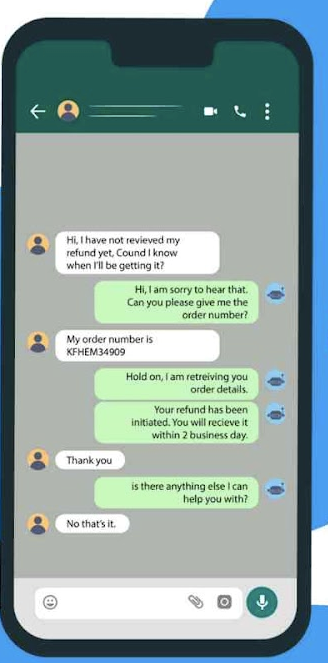 Hi, I have not revieved my
refund yet, Cound I know
when I'll be getting it?
Hi, I am sorry to hear that.
Can you please give me the
order number?
My order number is
KFHEM34909
Hold on, I am retreiving you
order details.
Your refund has been
initiated. You will recieve it
within 2 business day.
Thank you
is there anything else I can
help you with?
No that's it.